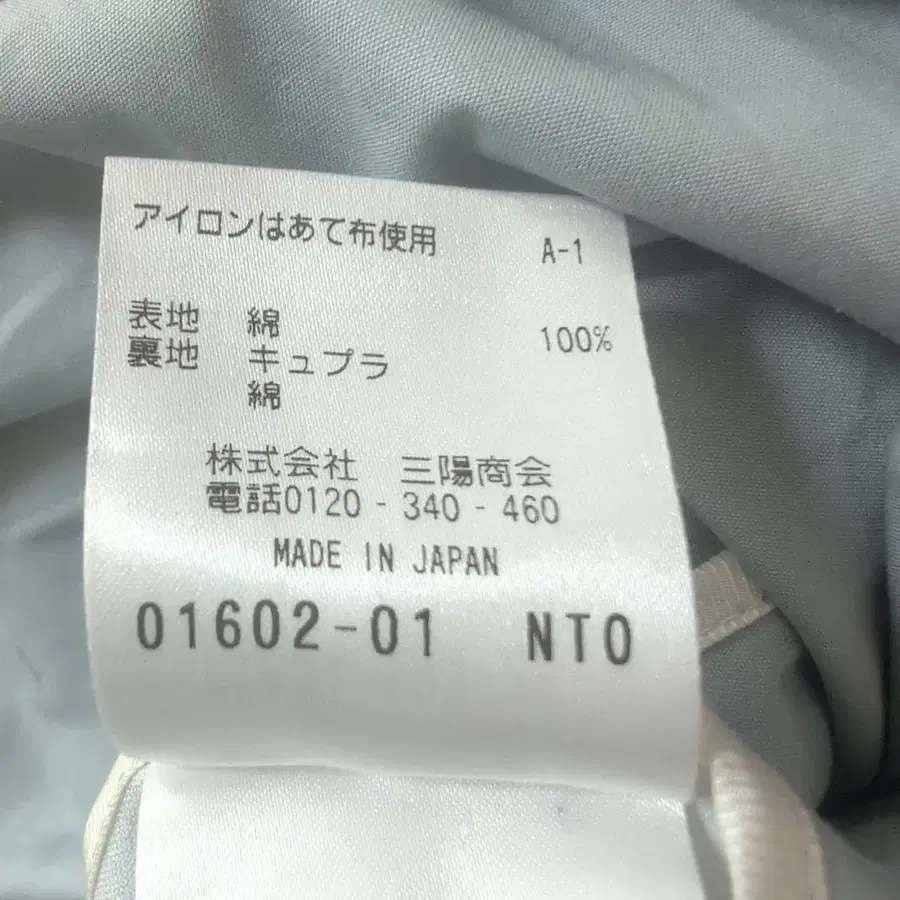 アイロンはあて布使用 A-1
表地 綿 100%
裏地 キュプラ
綿
株式会社 三陽商会
電話0120-340-460
MADE IN JAPAN
01602-01 NTO